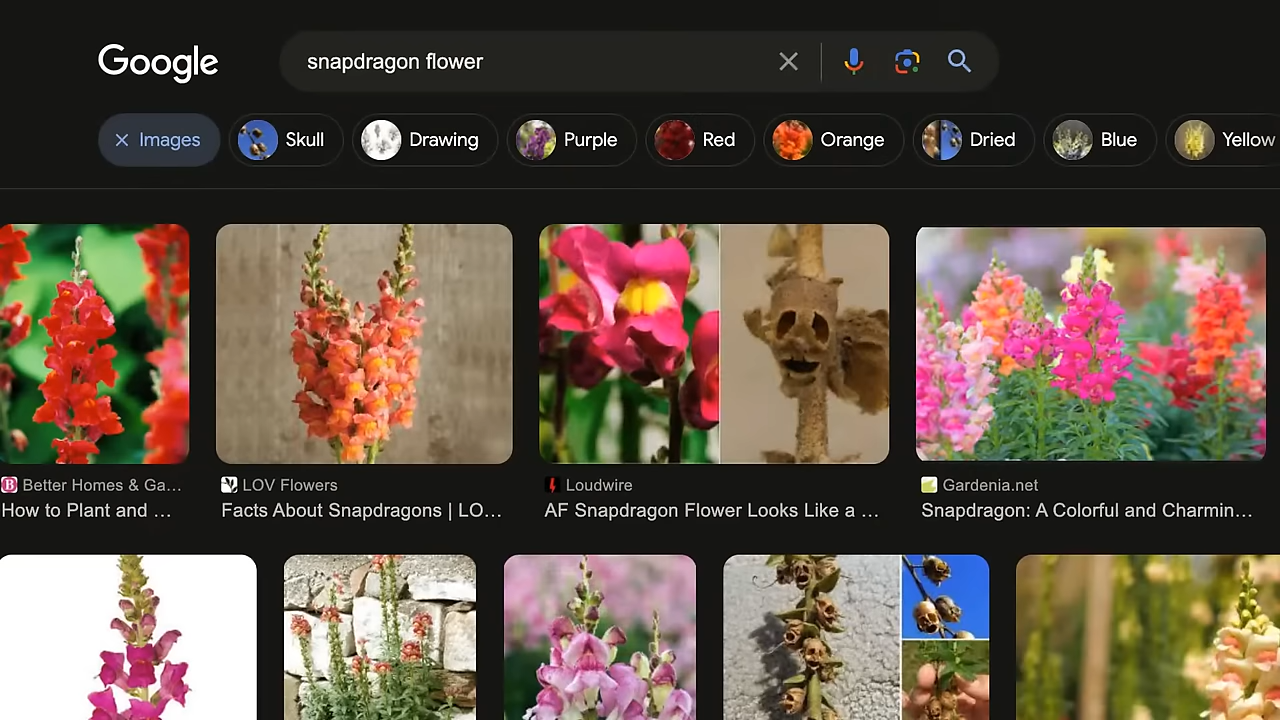 Google
snapdragon flower
Images
Skull
Drawing
Purple
Red
Orange
Dried
Blue
Yellow
B Better Homes & Ga...
How to Plant and ...
LOV Flowers
Facts About Snapdragons | LO...
Loudwire
AF Snapdragon Flower Looks Like a ...
Gardenia.net
Snapdragon: A Colorful and Charmin...